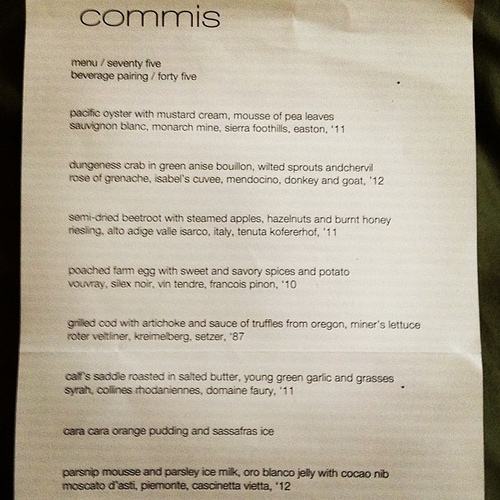 commis
menu / seventy five
beverage pairing / forty five
pacific oyster with mustard cream, mousse of pea leaves
sauvignon blanc, monarch mine, sierra foothills, easton, '11
dungeness crab in green anise bouillon, wilted sprouts andchervil
rose of grenache, isabel's cuvee, mendocino, donkey and goat, '12
semi-dried beetroot with steamed apples, hazelnuts and burnt honey
riesling, alto adige valle isarco, italy, tenuta kofererhof, '11
poached farm egg with sweet and savory spices and potato
vouvray, silex noir, vin tendre, francois pinon, '10
grilled cod with artichoke and sauce of truffles from oregon, miner's lettuce
roter veltliner, kreimelberg, setzer, '87
calf's saddle roasted in salted butter, young green garlic and grasses
syrah, collines rhodaniennes, domaine faury, '11
cara cara orange pudding and sassafras ice
parsnip mousse and parsley ice milk, oro blanco jelly with cocao nib
moscato d'asti, piemonte, cascinetta vietta, '12